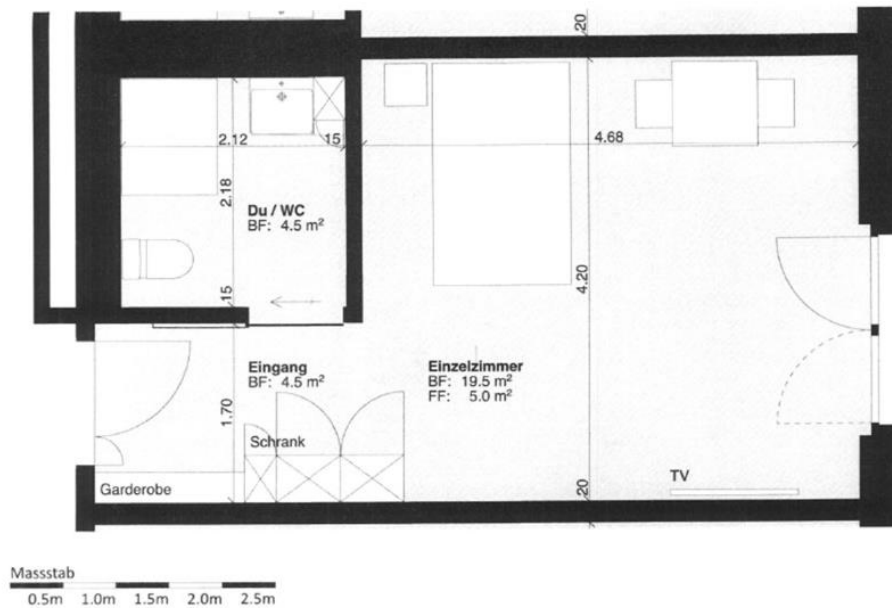 .20
2.12
15
4.68
2.18
Du / WC
BF: 4.5 m²
4.20
.15
Eingang
BF: 4.5 m²
Einzelzimmer
BF: 19.5 m²
FF: 5.0 m²
1.70
Schrank
Garderobe
.20
TV
Massstab
0.5m 1.0m 1.5m 2.0m 2.5m